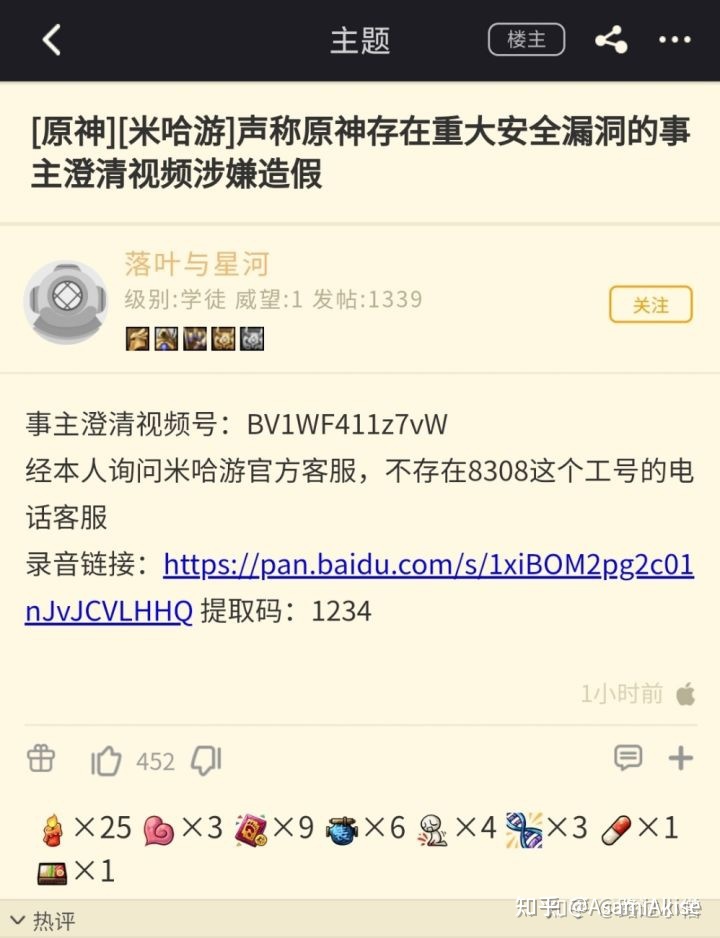 主题
楼主
[原神][米哈游]声称原神存在重大安全漏洞的事
主澄清视频涉嫌造假
落叶与星河
级别:学徒 威望:1 发帖:1339
关注
事主澄清视频号：BV1WF411z7vW
经本人询问米哈游官方客服，不存在8308这个工号的电
话客服
录音链接：https://pan.baidu.com/s/1xiBOM2pg2c01
nJvJCVLHHQ 提取码：1234
1小时前
452
×25 ×3 ×9 ×6 ×4 ×3 ×1
×1
热评
知乎 @AsamiAkise